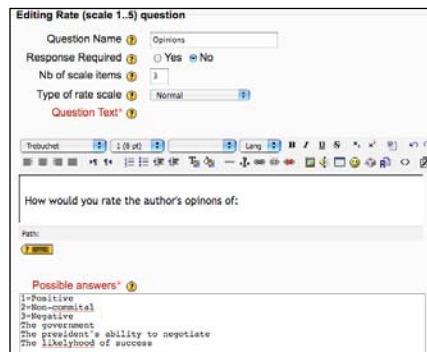 Editing Rate (scale 1..5) question
Question Name
Opinions
Response Required
Yes No
Nb of scale items
3
Type of rate scale
Normal
Question Text*
Trebuchet 1 (8 pt) Lang B I U S
How would you rate the author's opinons of:
Path:
Possible answers*
1=Positive
2=Non-commital
3=Negative
The government
The president's ability to negotiate
The likelyhood of success